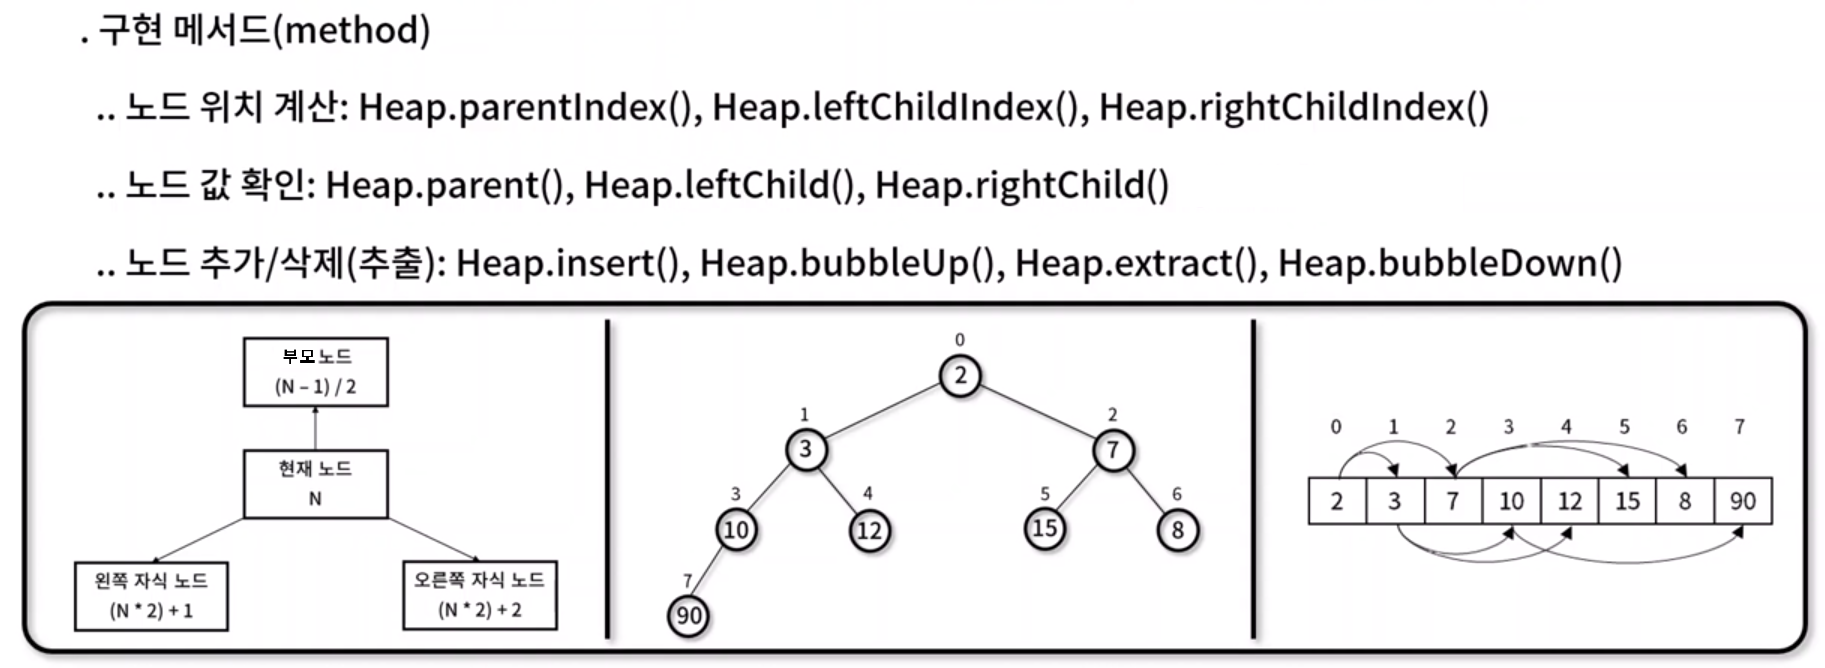 . 구현 메서드(method)
.. 노드 위치 계산: Heap.parentIndex(), Heap.leftChildIndex(), Heap.rightChildIndex()
.. 노드 값 확인: Heap.parent(), Heap.leftChild(), Heap.rightChild()
.. 노드 추가/삭제(추출): Heap.insert(), Heap.bubbleUp(), Heap.extract(), Heap.bubbleDown()
부모 노드
(N – 1) / 2
현재 노드
N
왼쪽 자식 노드
(N * 2) + 1
오른쪽 자식 노드
(N * 2) + 2
0
2
1 2
3 7
3 4 5 6
10 12 15 8
7
90
0 1 2 3 4 5 6 7
2 3 7 10 12 15 8 90